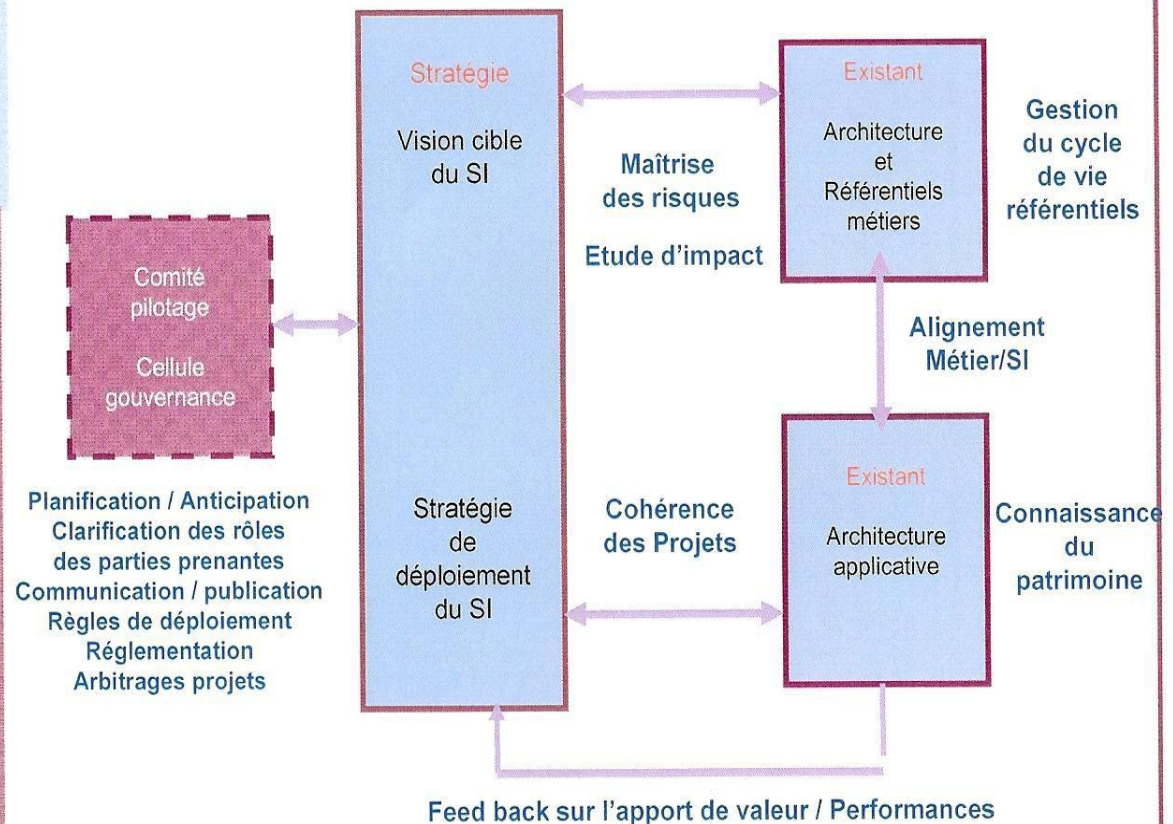 Comité
pilotage
Cellule
gouvernance
Planification / Anticipation
Clarification des rôles
des parties prenantes
Communication / publication
Règles de déploiement
Réglementation
Arbitrages projets
Stratégie
Vision cible
du SI
Stratégie
de
déploiement
du SI
Maîtrise
des risques
Etude d'impact
Cohérence
des Projets
Existant
Architecture
et
Référentiels
métiers
Gestion
du cycle
de vie
référentiels
Alignement
Métier/SI
Existant
Architecture
applicative
Connaissance
du
patrimoine
Feed back sur l'apport de valeur / Performances